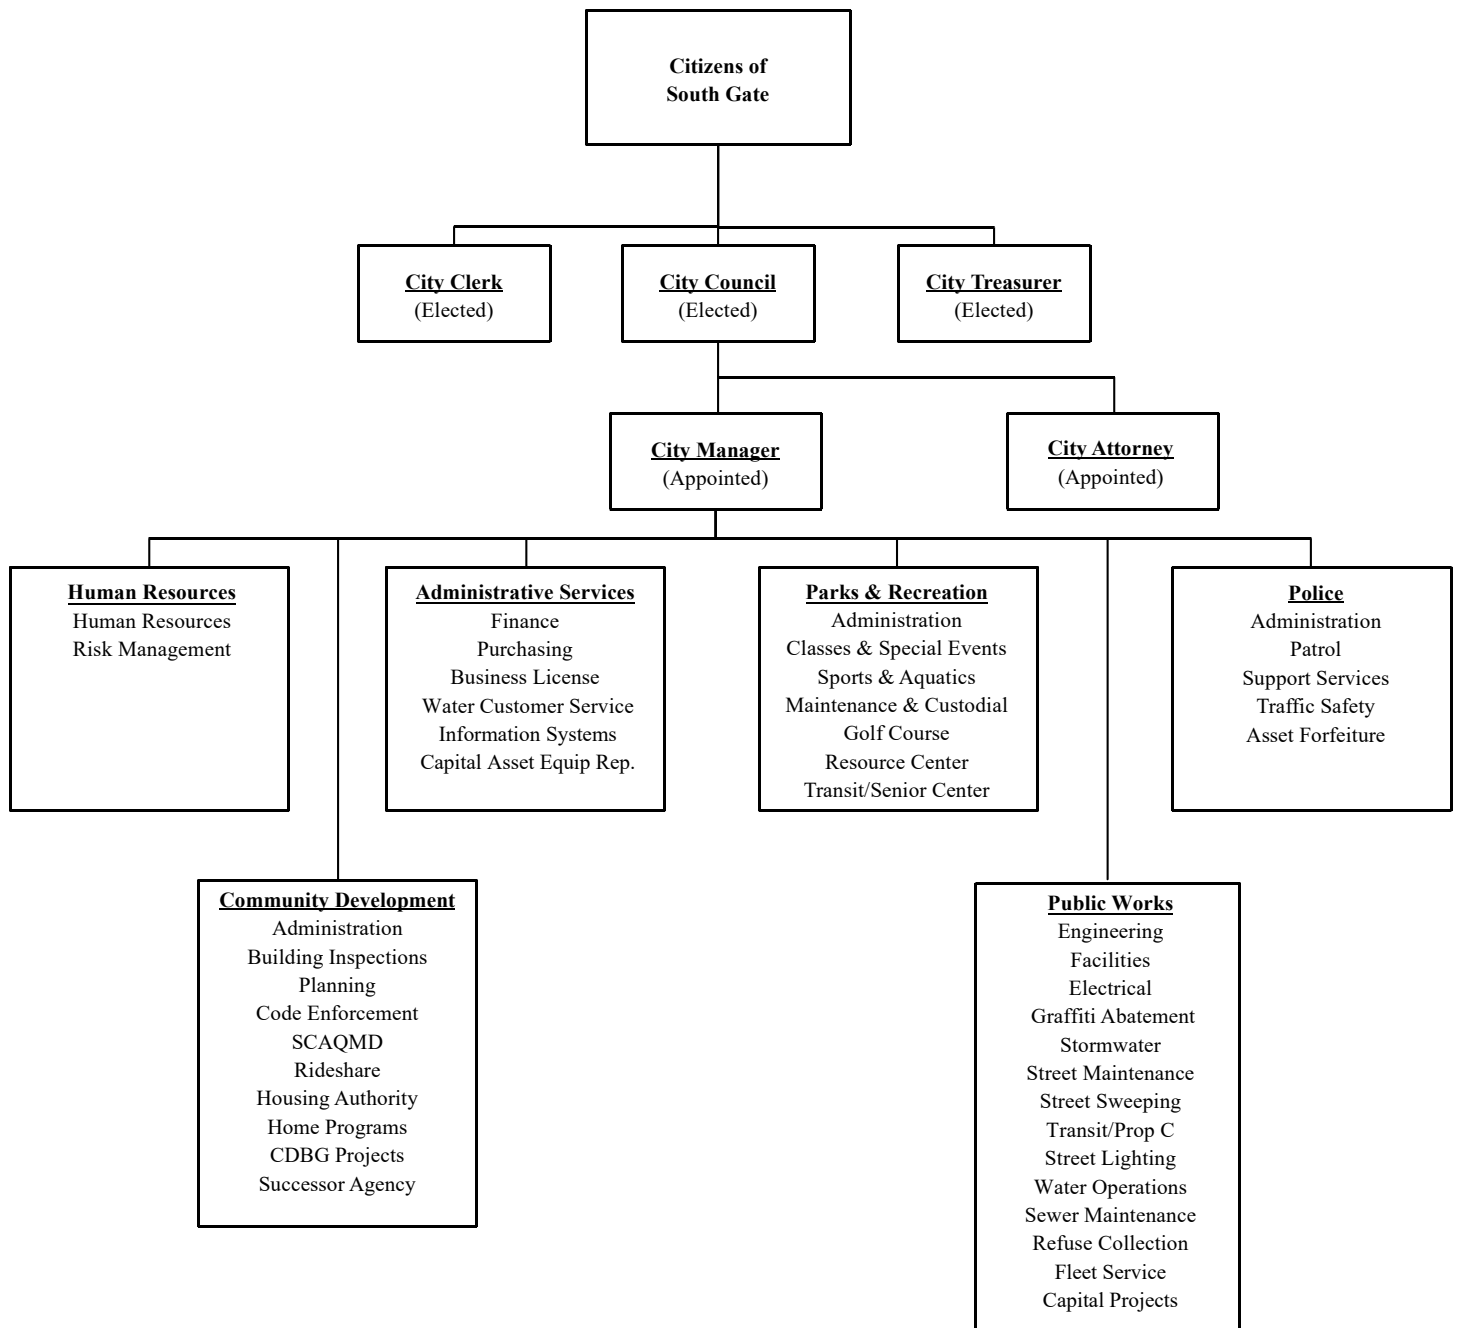 Citizens of
South Gate
City Clerk
(Elected)
City Council
(Elected)
City Treasurer
(Elected)
City Manager
(Appointed)
City Attorney
(Appointed)
Human Resources
Human Resources
Risk Management
Administrative Services
Finance
Purchasing
Business License
Water Customer Service
Information Systems
Capital Asset Equip Rep.
Parks & Recreation
Administration
Classes & Special Events
Sports & Aquatics
Maintenance & Custodial
Golf Course
Resource Center
Transit/Senior Center
Police
Administration
Patrol
Support Services
Traffic Safety
Asset Forfeiture
Community Development
Administration
Building Inspections
Planning
Code Enforcement
SCAQMD
Rideshare
Housing Authority
Home Programs
CDBG Projects
Successor Agency
Public Works
Engineering
Facilities
Electrical
Graffiti Abatement
Stormwater
Street Maintenance
Street Sweeping
Transit/Prop C
Street Lighting
Water Operations
Sewer Maintenance
Refuse Collection
Fleet Service
Capital Projects